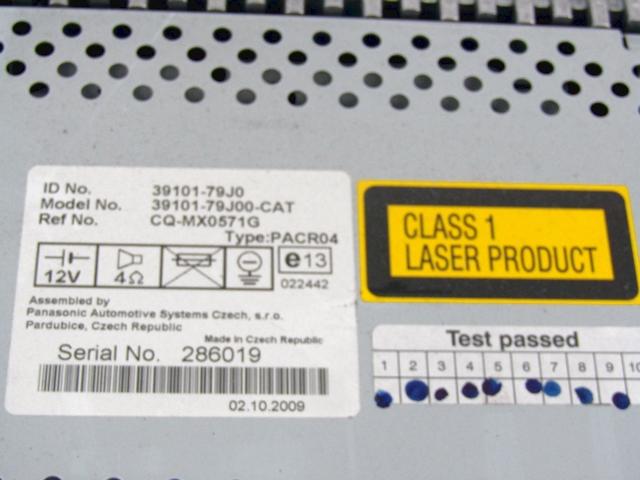 ID No. 39101-79J0
Model No. 39101-79J00-CAT
Ref No. CQ-MX0571G
Type:PACR04
12V 4Ω e13
022442
Assembled by
Panasonic Automotive Systems Czech, s.r.o.
Pardubice, Czech Republic
Made in Czech Republic
Serial No. 286019
02.10.2009
CLASS 1
LASER PRODUCT
Test passed
1 2 3 4 5 6 7 8 9 10